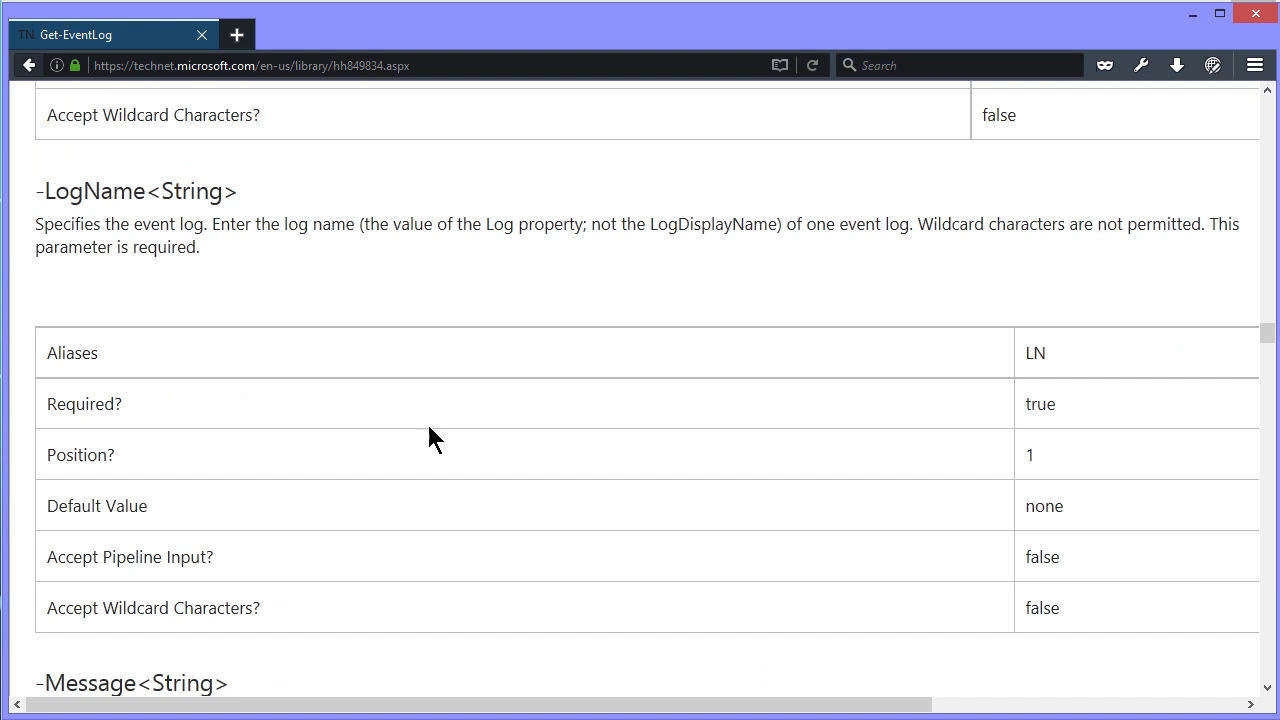 TN Get-EventLog
https://technet.microsoft.com/en-us/library/hh849834.aspx
Search
Accept Wildcard Characters? false
-LogName<String>
Specifies the event log. Enter the log name (the value of the Log property; not the LogDisplayName) of one event log. Wildcard characters are not permitted. This
parameter is required.
Aliases LN
Required? true
Position? 1
Default Value none
Accept Pipeline Input? false
Accept Wildcard Characters? false
-Message<String>